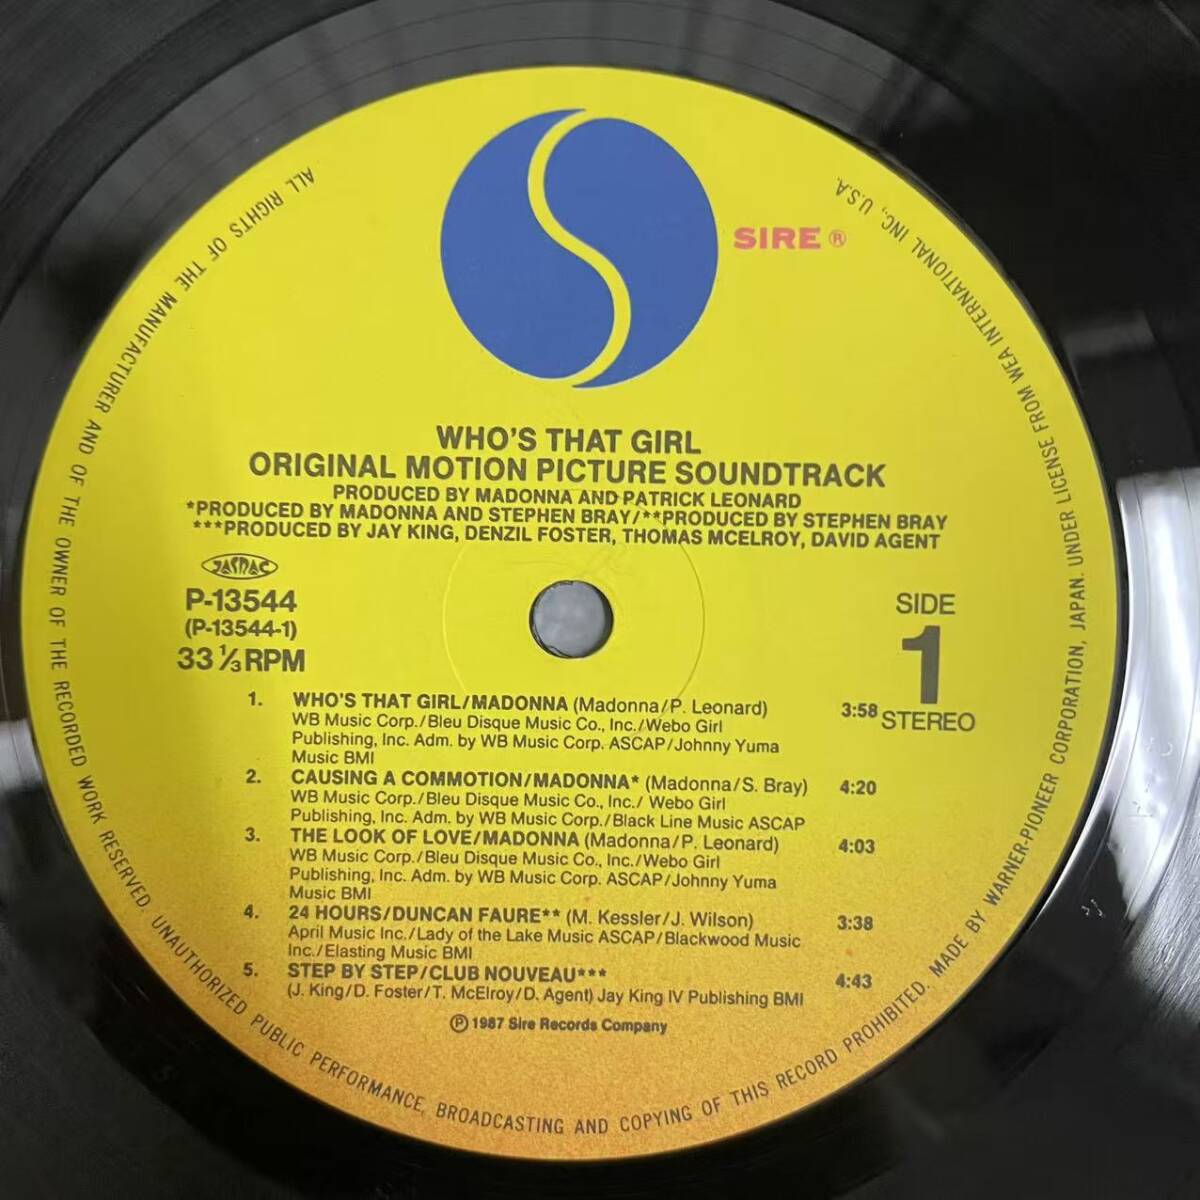 SIRE ®
WHO'S THAT GIRL
ORIGINAL MOTION PICTURE SOUNDTRACK
PRODUCED BY MADONNA AND PATRICK LEONARD
*PRODUCED BY MADONNA AND STEPHEN BRAY/**PRODUCED BY STEPHEN BRAY
***PRODUCED BY JAY KING, DENZIL FOSTER, THOMAS MCELROY, DAVID AGENT
JASRAC
P-13544
(P-13544-1)
33 ⅓ RPM
SIDE
1
STEREO
1. WHO'S THAT GIRL/MADONNA (Madonna/P. Leonard) 3:58
WB Music Corp./Bleu Disque Music Co., Inc./Webo Girl
Publishing, Inc. Adm. by WB Music Corp. ASCAP/Johnny Yuma
Music BMI
2. CAUSING A COMMOTION/MADONNA* (Madonna/S. Bray) 4:20
WB Music Corp./Bleu Disque Music Co., Inc./ Webo Girl
Publishing, Inc. Adm. by WB Music Corp./Black Line Music ASCAP
3. THE LOOK OF LOVE/MADONNA (Madonna/P. Leonard) 4:03
WB Music Corp./Bleu Disque Music Co., Inc./Webo Girl
Publishing, Inc. Adm. by WB Music Corp. ASCAP/Johnny Yuma
Music BMI
4. 24 HOURS/DUNCAN FAURE** (M. Kessler/J. Wilson) 3:38
April Music Inc./Lady of the Lake Music ASCAP/Blackwood Music
Inc./Elasting Music BMI
5. STEP BY STEP/CLUB NOUVEAU*** 4:43
(J. King/D. Foster/T. McElroy/D. Agent) Jay King IV Publishing BMI
Ⓟ 1987 Sire Records Company
ALL RIGHTS OF THE MANUFACTURER AND OF THE OWNER OF THE RECORDED WORK RESERVED. UNAUTHORIZED PUBLIC PERFORMANCE, BROADCASTING AND COPYING OF THIS RECORD PROHIBITED. MADE BY WARNER-PIONEER CORPORATION, JAPAN. UNDER LICENSE FROM WEA INTERNATIONAL INC., U.S.A.